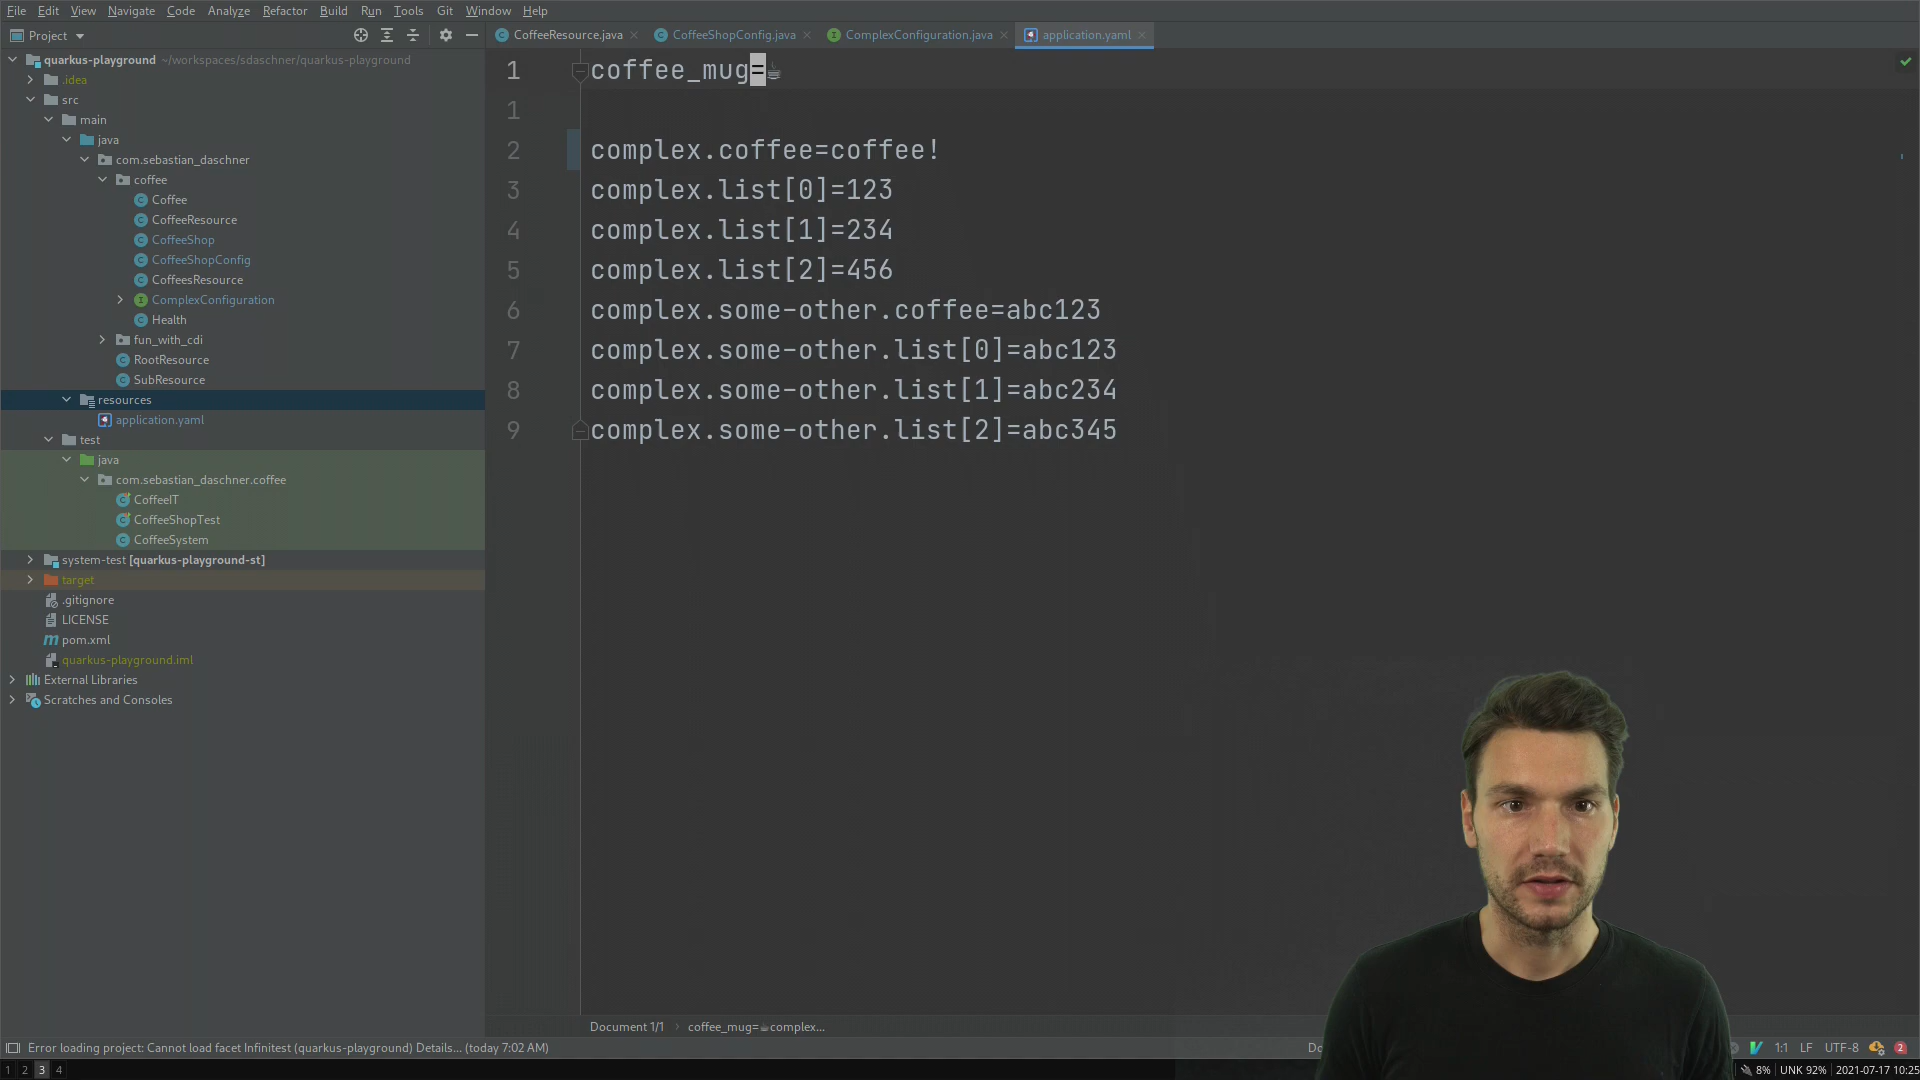 File Edit View Navigate Code Analyze Refactor Build Run Tools Git Window Help
Project
CoffeeResource.java CoffeeShopConfig.java ComplexConfiguration.java application.yaml
quarkus-playground ~/workspaces/sdaschner/quarkus-playground
.idea
src
main
java
com.sebastian_daschner
coffee
Coffee
CoffeeResource
CoffeeShop
CoffeeShopConfig
CoffeesResource
ComplexConfiguration
Health
fun_with_cdi
RootResource
SubResource
resources
application.yaml
test
java
com.sebastian_daschner.coffee
CoffeeIT
CoffeeShopTest
CoffeeSystem
system-test [quarkus-playground-st]
target
.gitignore
LICENSE
pom.xml
quarkus-playground.iml
External Libraries
Scratches and Consoles
1 coffee_mug=☕
1
2 complex.coffee=coffee!
3 complex.list[0]=123
4 complex.list[1]=234
5 complex.list[2]=456
6 complex.some-other.coffee=abc123
7 complex.some-other.list[0]=abc123
8 complex.some-other.list[1]=abc234
9 complex.some-other.list[2]=abc345
Document 1/1 › coffee_mug=☕complex...
Error loading project: Cannot load facet Infinitest (quarkus-playground) Details... (today 7:02 AM)
1:1 LF UTF-8 2
1 2 3 4
8% UNK 92% 2021-07-17 10:25